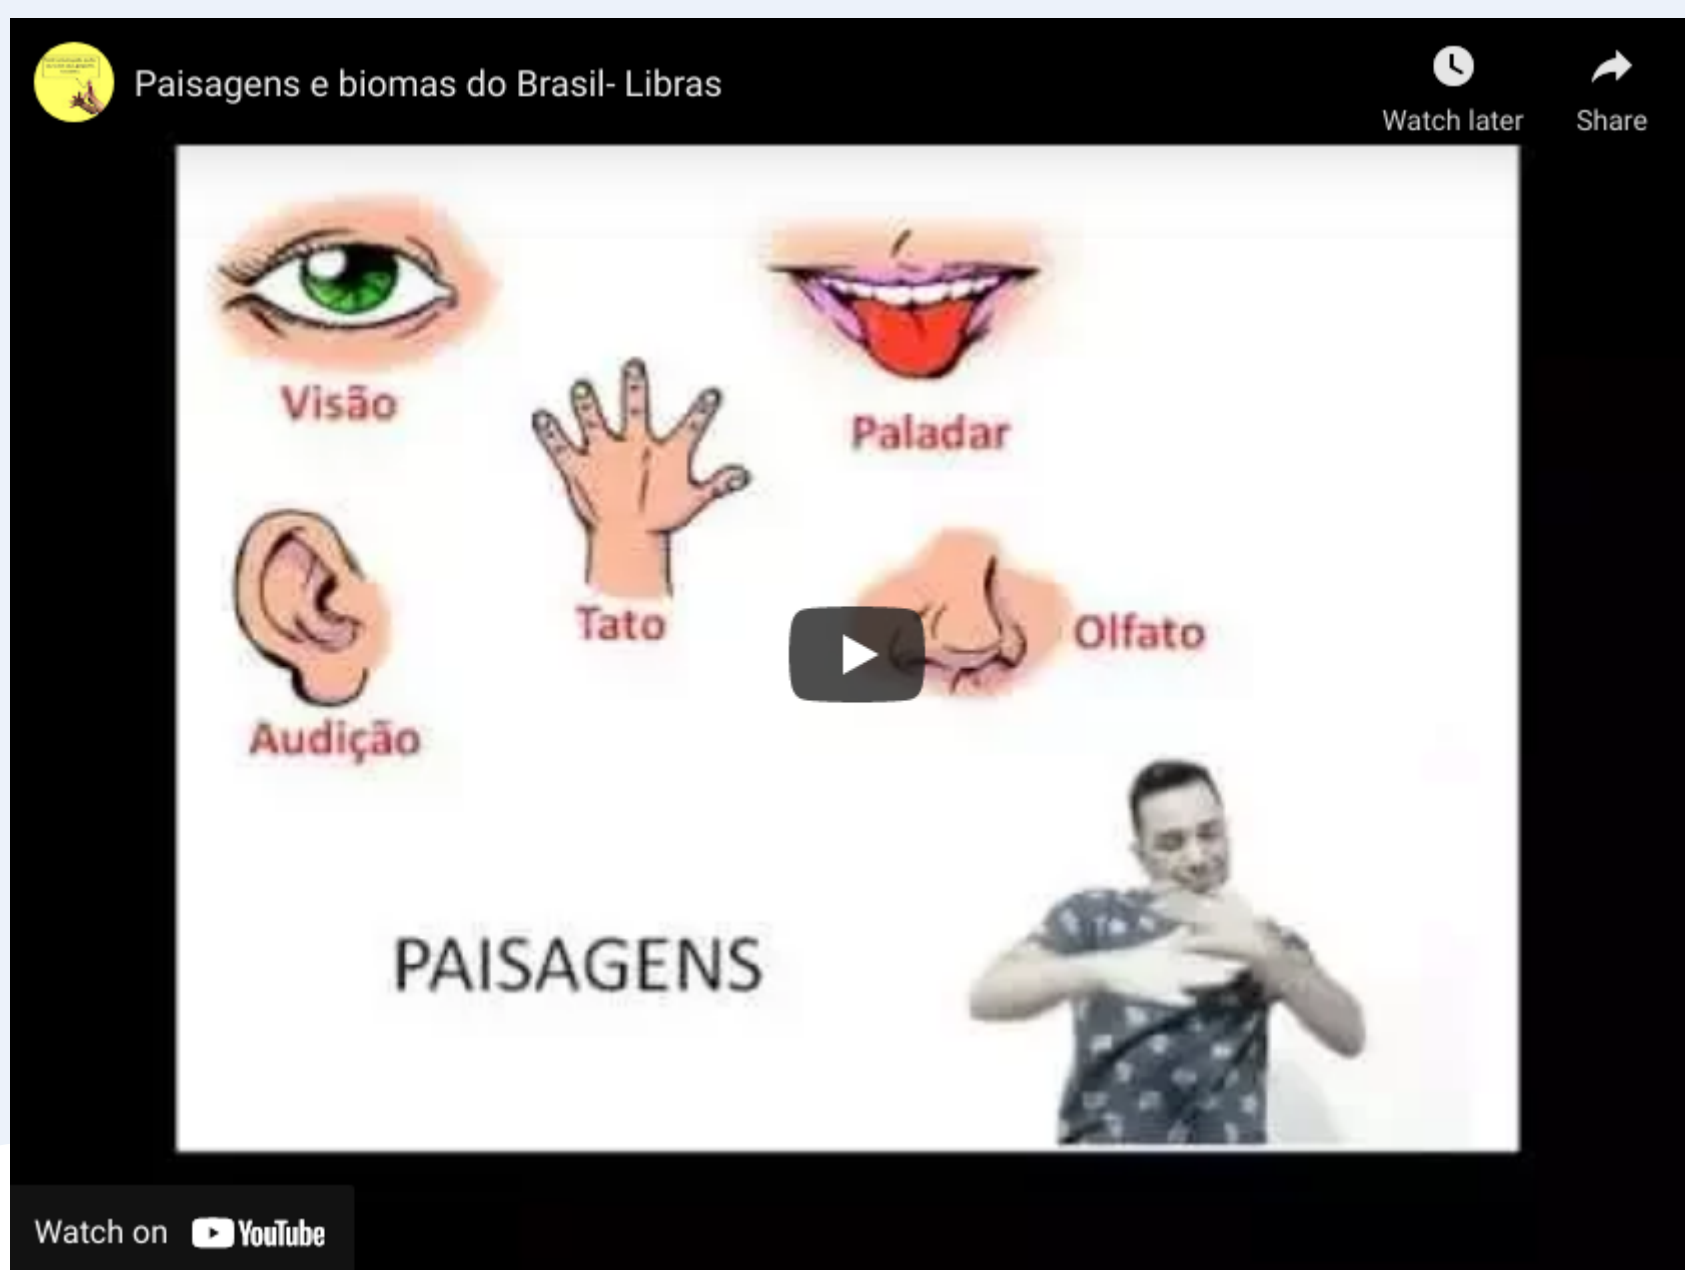 Paisagens e biomas do Brasil- Libras
Watch later
Share
Visão
Paladar
Tato
Olfato
Audição
PAISAGENS
Watch on YouTube